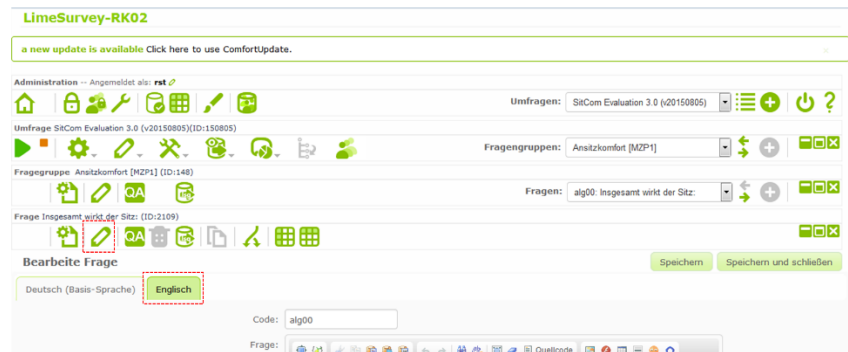 LimeSurvey-RK02
a new update is available Click here to use ComfortUpdate.
Administration -- Angemeldet als: rst
Umfragen: SitCom Evaluation 3.0 (v20150805)
Umfrage SitCom Evaluation 3.0 (v20150805)(ID:150805)
Fragengruppen: Ansitzkomfort [MZP1]
Fragegruppe Ansitzkomfort [MZP1] (ID:148)
QA
Fragen: alg00: Insgesamt wirkt der Sitz:
Frage Insgesamt wirkt der Sitz: (ID:2109)
QA
Bearbeite Frage
Speichern
Speichern und schließen
Deutsch (Basis-Sprache)
Englisch
Code: alg00
Frage:
Quellcode